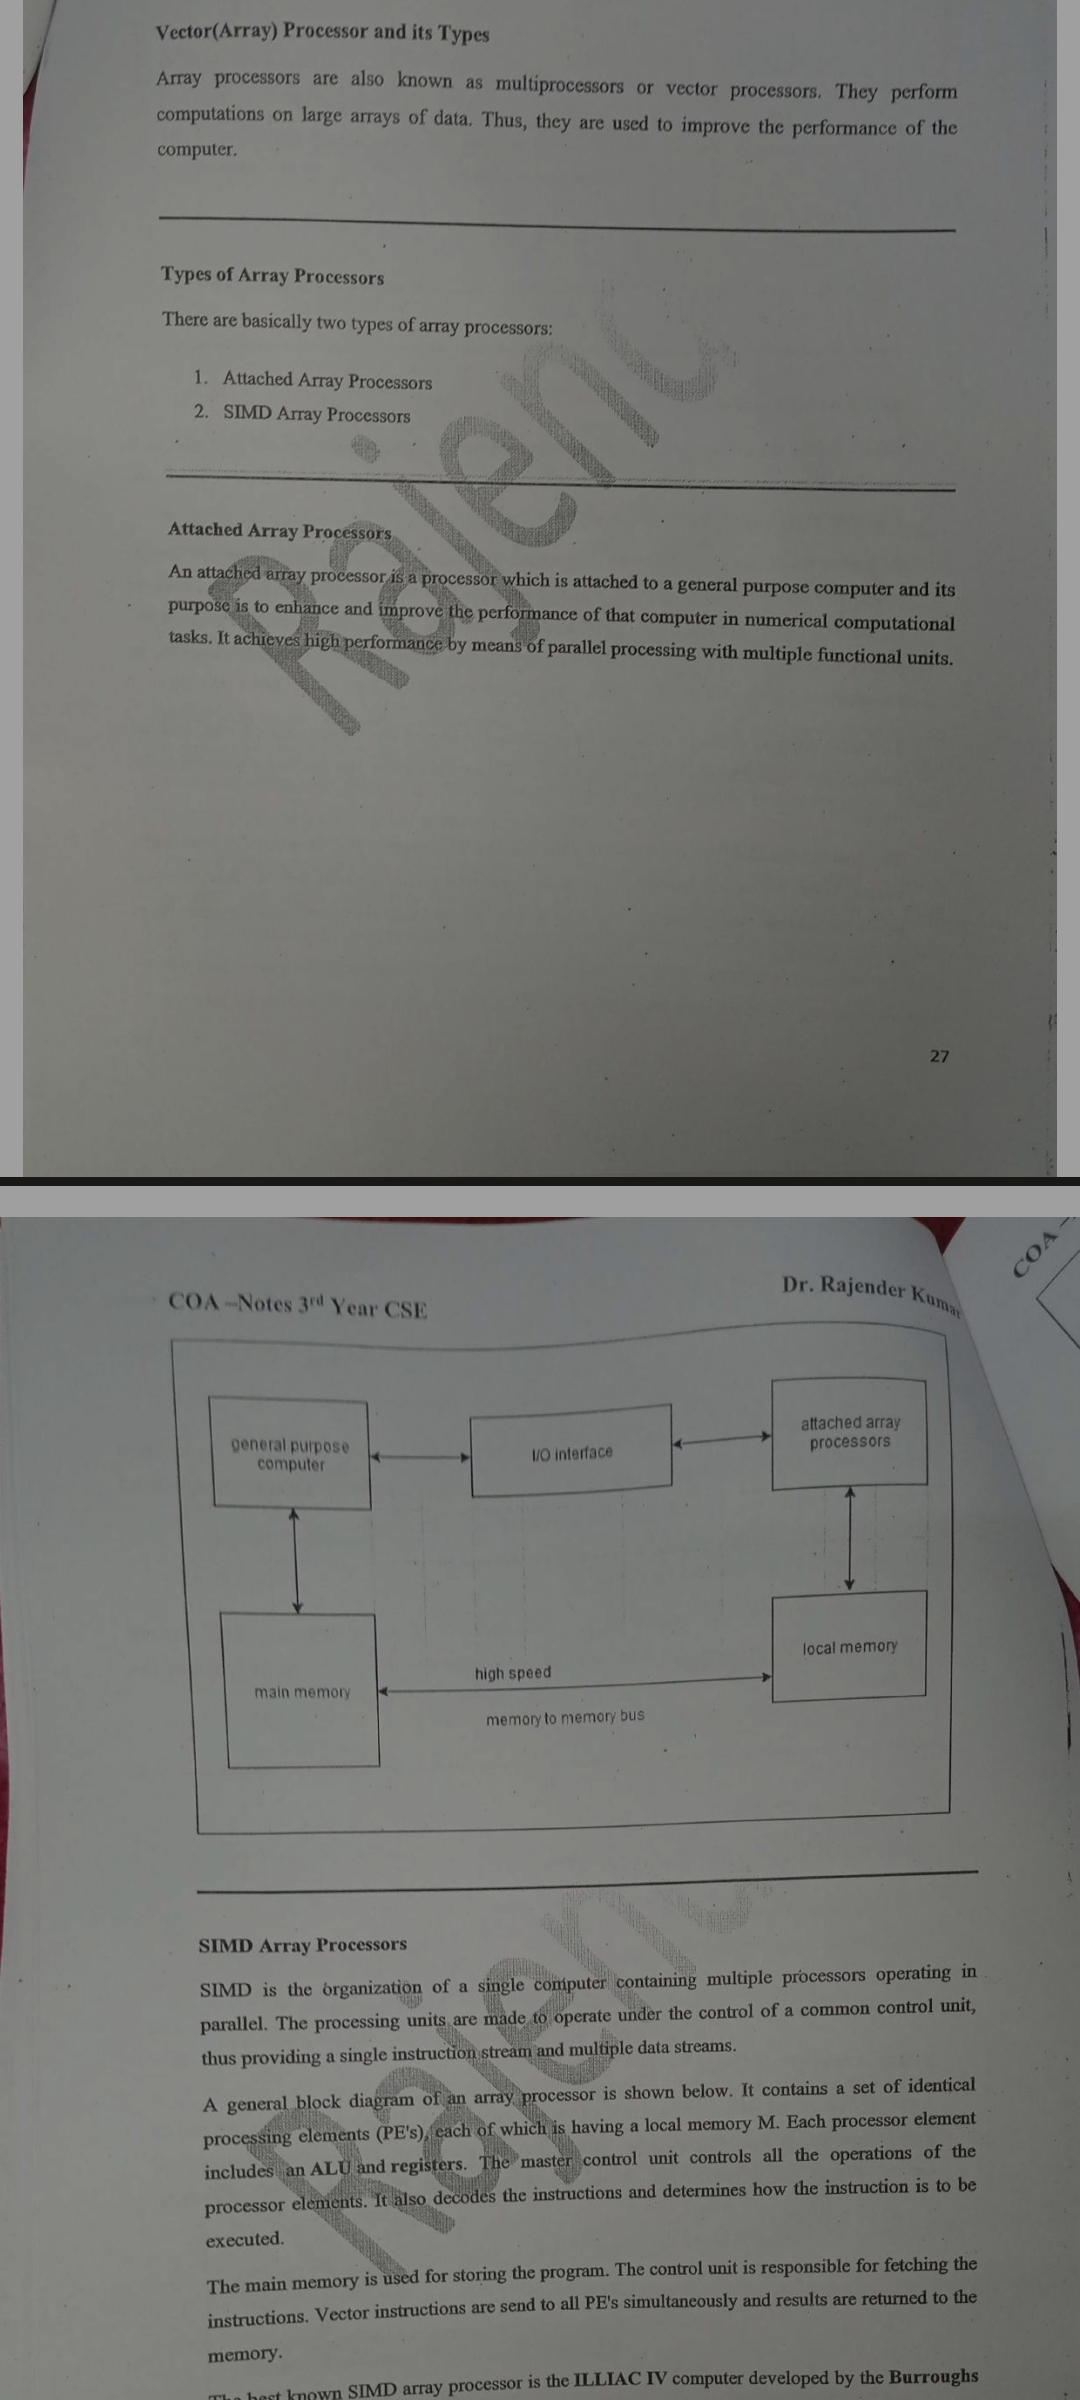 Vector(Array) Processor and its Types
Array processors are also known as multiprocessors or vector processors. They perform
computations on large arrays of data. Thus, they are used to improve the performance of the
computer.
Types of Array Processors
There are basically two types of array processors:
1. Attached Array Processors
2. SIMD Array Processors
Attached Array Processors
An attached array processor is a processor which is attached to a general purpose computer and its
purpose is to enhance and improve the performance of that computer in numerical computational
tasks. It achieves high performance by means of parallel processing with multiple functional units.
27
COA –
COA –Notes 3rd Year CSE
Dr. Rajender Kumar
general purpose
computer
I/O interface
attached array
processors
main memory
high speed
memory to memory bus
local memory
SIMD Array Processors
SIMD is the organization of a single computer containing multiple processors operating in
parallel. The processing units are made to operate under the control of a common control unit,
thus providing a single instruction stream and multiple data streams.
A general block diagram of an array processor is shown below. It contains a set of identical
processing elements (PE's), each of which is having a local memory M. Each processor element
includes an ALU and registers. The master control unit controls all the operations of the
processor elements. It also decodes the instructions and determines how the instruction is to be
executed.
The main memory is used for storing the program. The control unit is responsible for fetching the
instructions. Vector instructions are send to all PE's simultaneously and results are returned to the
memory.
The best known SIMD array processor is the ILLIAC IV computer developed by the Burroughs